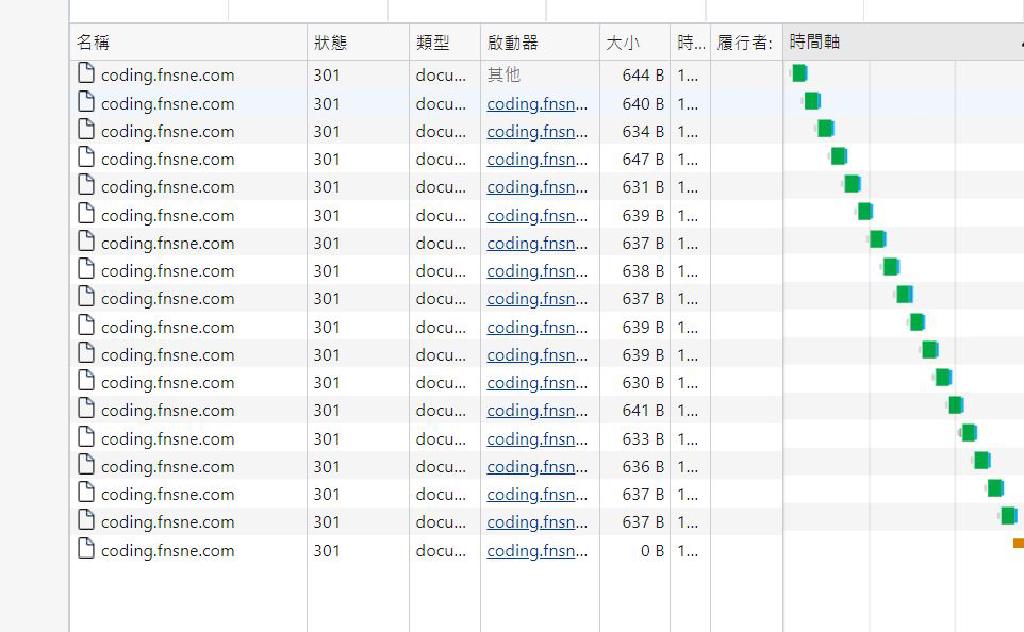 名稱 狀態 類型 啟動器 大小 時... 履行者: 時間軸
coding.fnsne.com 301 docu... 其他 644 B 1...
coding.fnsne.com 301 docu... coding.fnsn... 640 B 1...
coding.fnsne.com 301 docu... coding.fnsn... 634 B 1...
coding.fnsne.com 301 docu... coding.fnsn... 647 B 1...
coding.fnsne.com 301 docu... coding.fnsn... 631 B 1...
coding.fnsne.com 301 docu... coding.fnsn... 639 B 1...
coding.fnsne.com 301 docu... coding.fnsn... 637 B 1...
coding.fnsne.com 301 docu... coding.fnsn... 638 B 1...
coding.fnsne.com 301 docu... coding.fnsn... 637 B 1...
coding.fnsne.com 301 docu... coding.fnsn... 639 B 1...
coding.fnsne.com 301 docu... coding.fnsn... 639 B 1...
coding.fnsne.com 301 docu... coding.fnsn... 630 B 1...
coding.fnsne.com 301 docu... coding.fnsn... 641 B 1...
coding.fnsne.com 301 docu... coding.fnsn... 633 B 1...
coding.fnsne.com 301 docu... coding.fnsn... 636 B 1...
coding.fnsne.com 301 docu... coding.fnsn... 637 B 1...
coding.fnsne.com 301 docu... coding.fnsn... 637 B 1...
coding.fnsne.com 301 docu... coding.fnsn... 0 B 1...